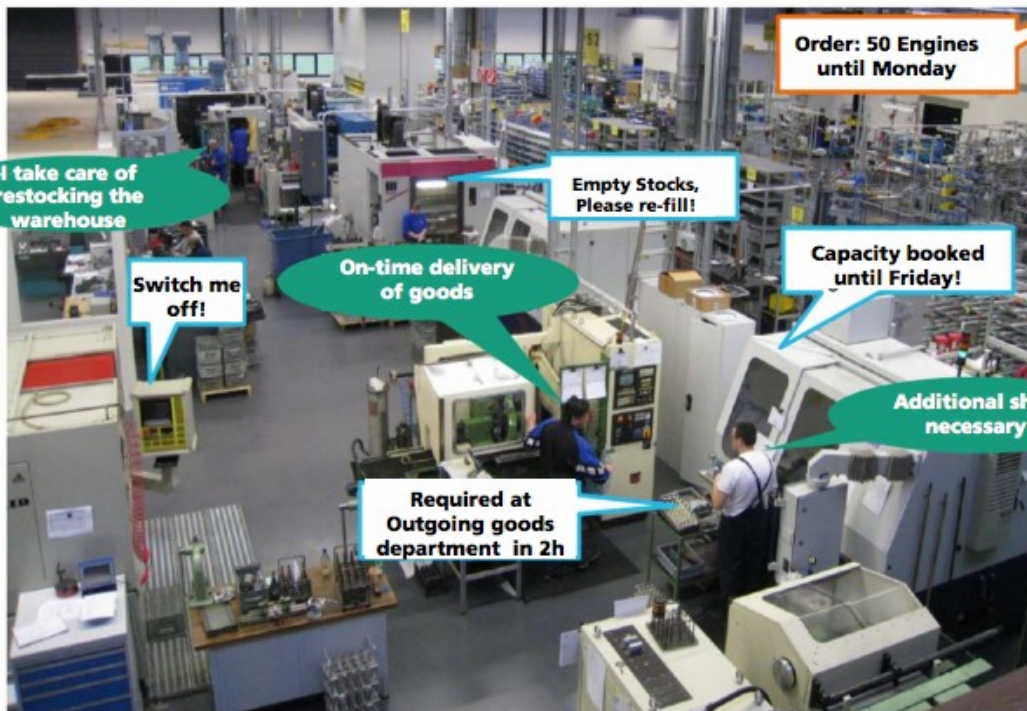 Order: 50 Engines
until Monday
I take care of
restocking the
warehouse
Empty Stocks,
Please re-fill!
Switch me
off!
On-time delivery
of goods
Capacity booked
until Friday!
Additional
necessary
Required at
Outgoing goods
department in 2h
S2